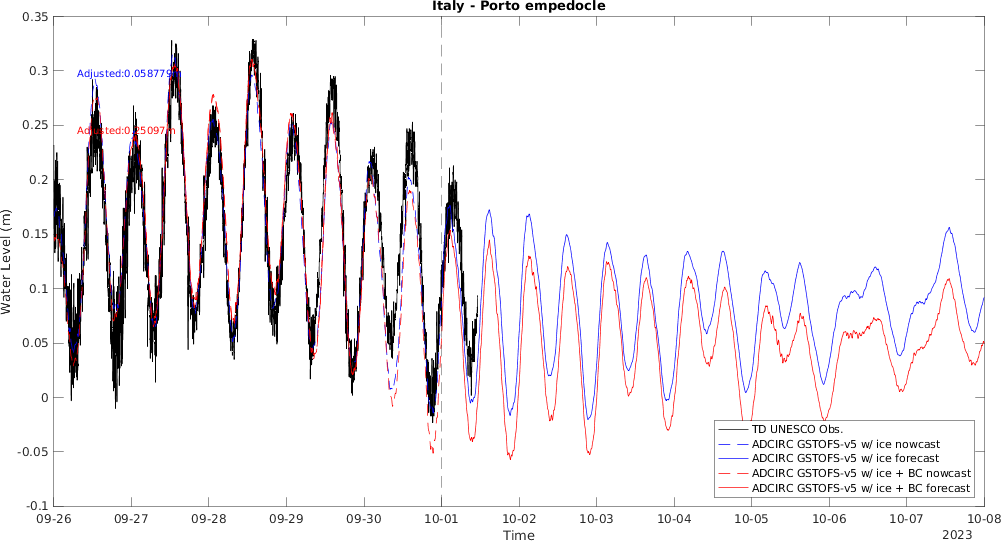 Italy - Porto empedocle
0.35
0.3
0.25
0.2
0.15
0.1
0.05
0
-0.05
-0.1
Water Level (m)
Adjusted:0.058779m
Adjusted:0.25097m
TD UNESCO Obs.
ADCIRC GSTOFS-v5 w/ ice nowcast
ADCIRC GSTOFS-v5 w/ ice forecast
ADCIRC GSTOFS-v5 w/ ice + BC nowcast
ADCIRC GSTOFS-v5 w/ ice + BC forecast
09-26 09-27 09-28 09-29 09-30 10-01 10-02 10-03 10-04 10-05 10-06 10-07 10-08
Time
2023